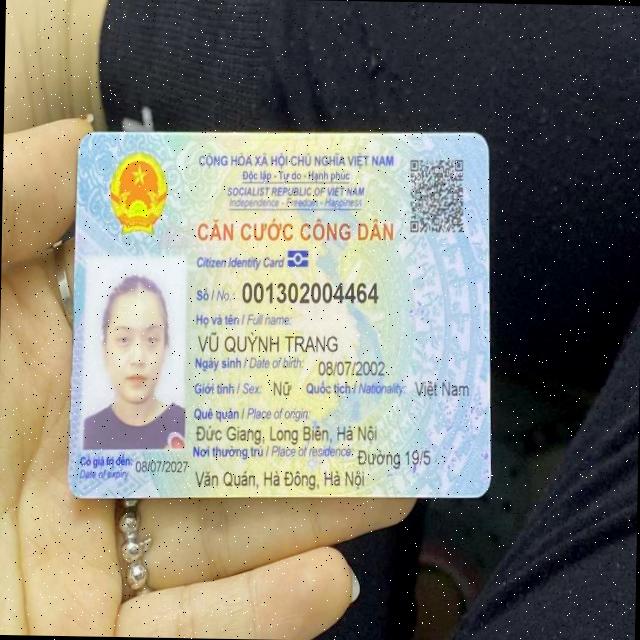 CỘNG HÒA XÃ HỘI CHỦ NGHĨA VIỆT NAM
Độc lập - Tự do - Hạnh phúc
SOCIALIST REPUBLIC OF VIET NAM
Independence - Freedom - Happiness
CĂN CƯỚC CÔNG DÂN
Citizen Identity Card
Số / No.: 001302004464
Họ và tên / Full name:
VŨ QUỲNH TRANG
Ngày sinh / Date of birth: 08/07/2002
Giới tính / Sex: Nữ Quốc tịch / Nationality: Việt Nam
Quê quán / Place of origin:
Đức Giang, Long Biên, Hà Nội
Nơi thường trú / Place of residence: Đường 19/5
Văn Quán, Hà Đông, Hà Nội
Có giá trị đến: 08/07/2027
Date of expiry